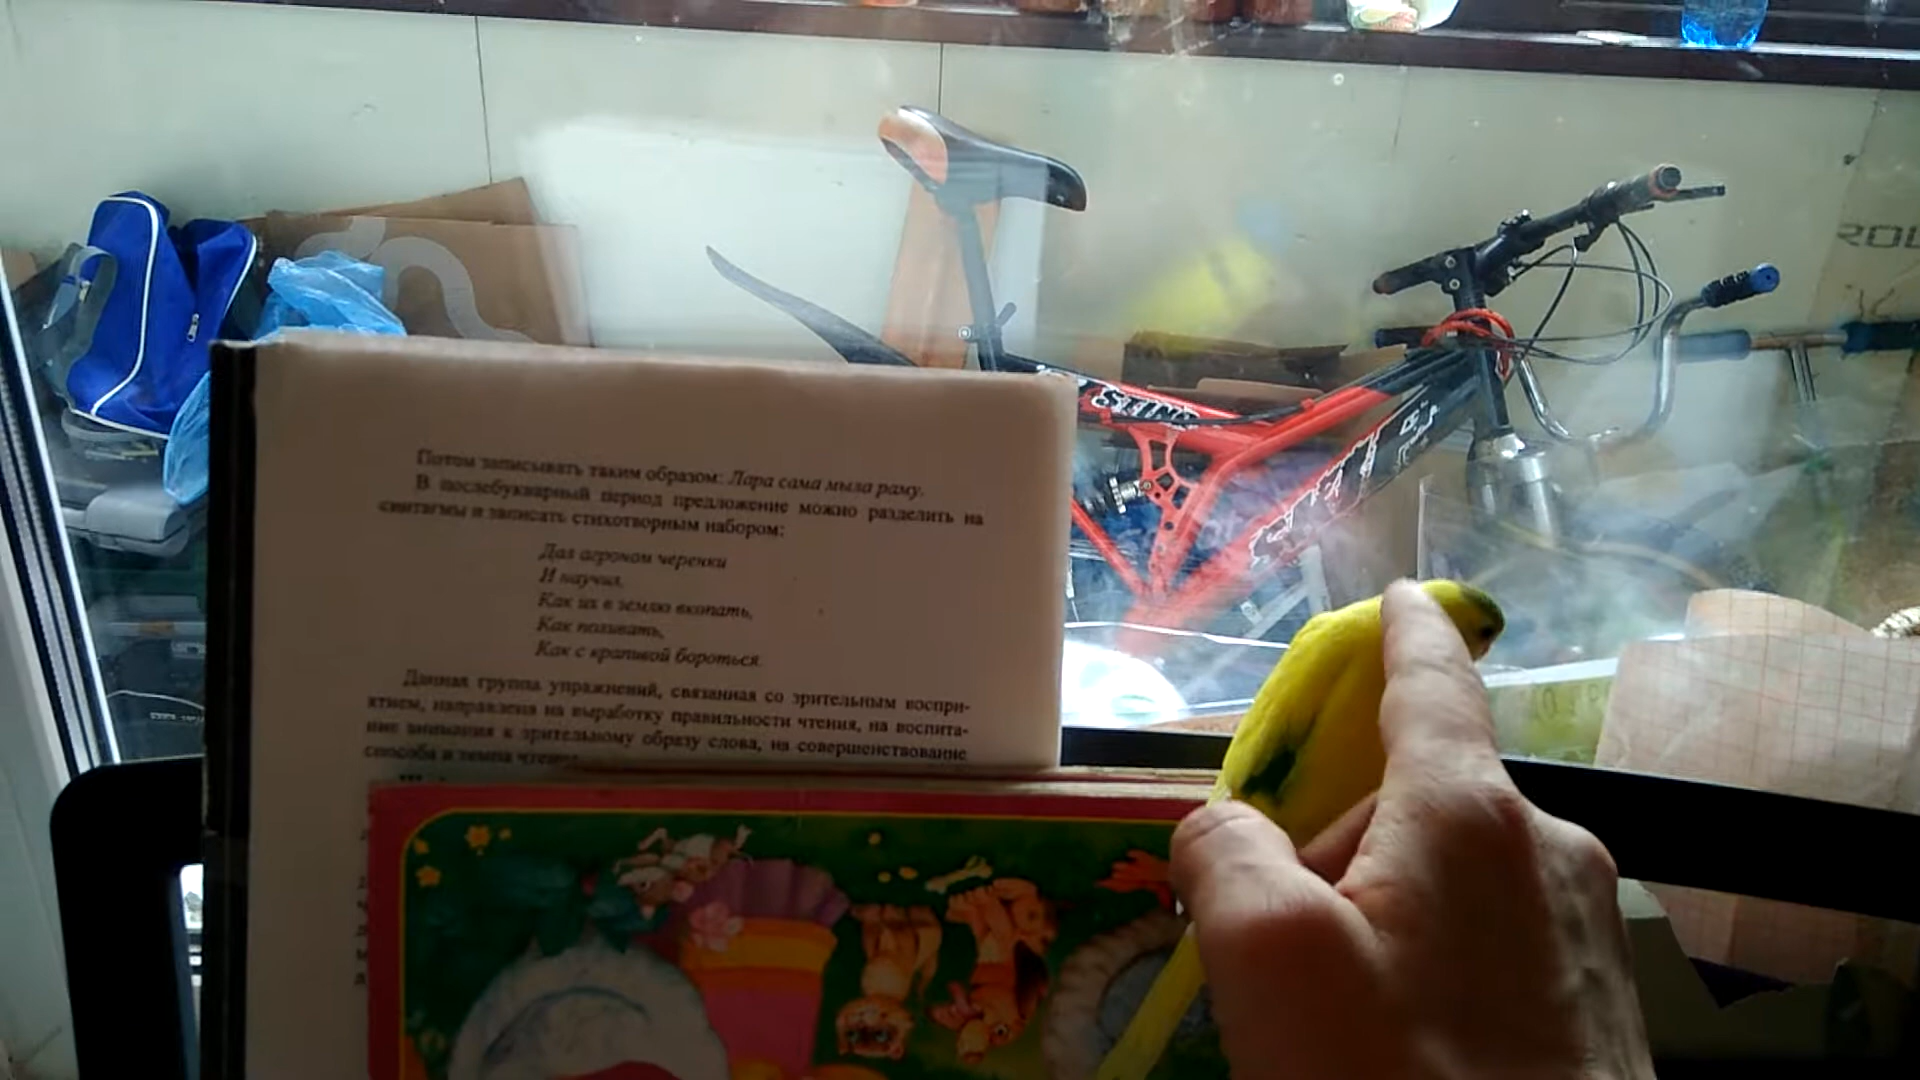 ROL
STING
Потом записывать таким образом: Лара сама мыла раму.
В послебукварный период предложение можно разделить на
синтагмы и записать стихотворным набором:
Дал агроном черенки
И научил,
Как их в землю вкопать,
Как поливать,
Как с крапивой бороться.
Данная группа упражнений, связанная со зрительным воспри-
ятием, направлена на выработку правильности чтения, на воспита-
ние внимания к зрительному образу слова, на совершенствование
способа и темпа чтения.